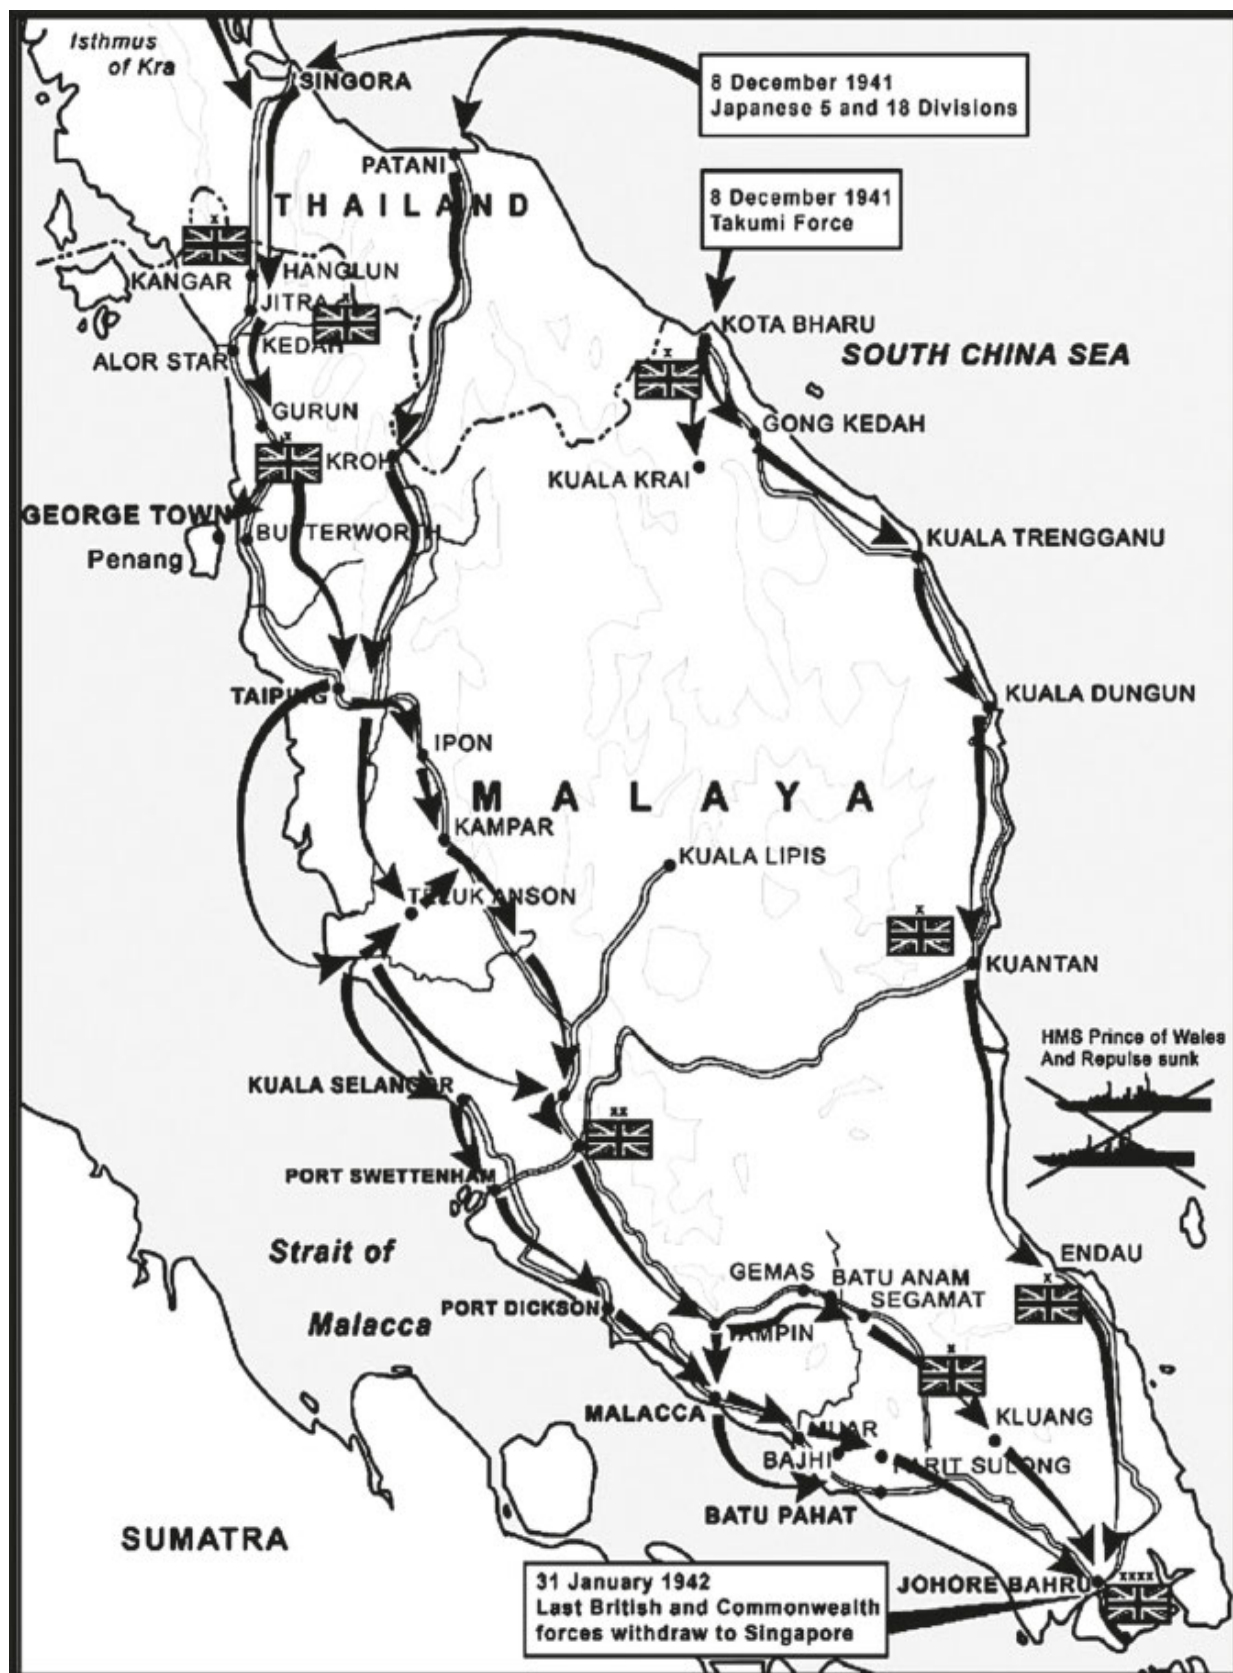 Isthmus
of Kra
SINGORA
8 December 1941
Japanese 5 and 18 Divisions
PATANI
8 December 1941
Takumi Force
THAILAND
x
KANGAR
HANGLUN
JITRA
x
KEDAH
ALOR STAR
KOTA BHARU
x
SOUTH CHINA SEA
GURUN
GONG KEDAH
x
KROH
KUALA KRAI
GEORGE TOWN
BUTTERWORTH
Penang
KUALA TRENGGANU
TAIPING
KUALA DUNGUN
IPON
MALAYA
KAMPAR
KUALA LIPIS
TELUK ANSON
x
KUANTAN
HMS Prince of Wales
And Repulse sunk
KUALA SELANGOR
xx
PORT SWETTENHAM
Strait of
Malacca
ENDAU
x
GEMAS
BATU ANAM
SEGAMAT
PORT DICKSON
TAMPIN
x
MALACCA
MUAR
KLUANG
BAJHI
PARIT SULONG
BATU PAHAT
SUMATRA
31 January 1942
Last British and Commonwealth
forces withdraw to Singapore
JOHORE BAHRU
xxxx